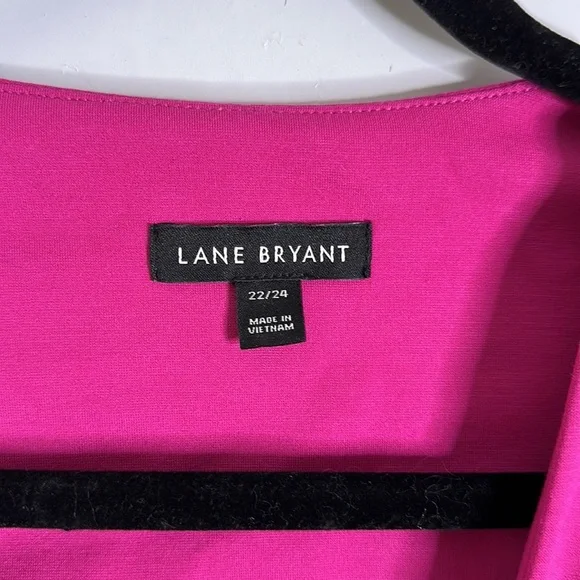 LANE BRYANT
22/24
MADE IN
VIETNAM